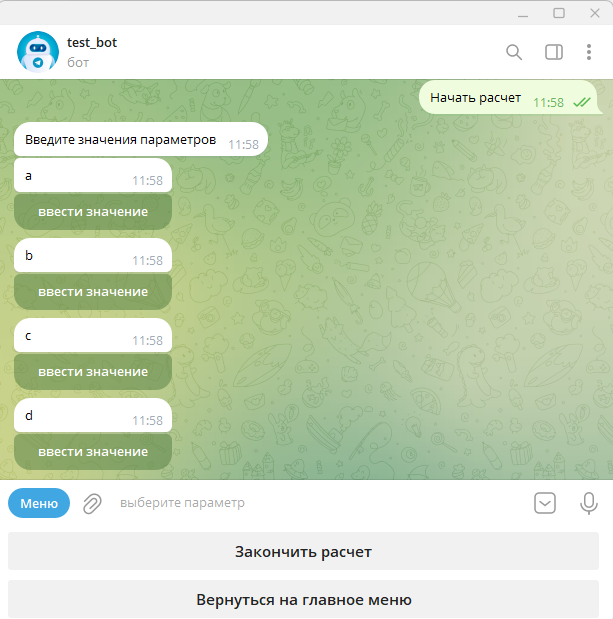 test_bot
бот
Начать расчет 11:58
Введите значения параметров 11:58
a 11:58
ввести значение
b 11:58
ввести значение
c 11:58
ввести значение
d 11:58
ввести значение
Меню выберите параметр
Закончить расчет
Вернуться на главное меню